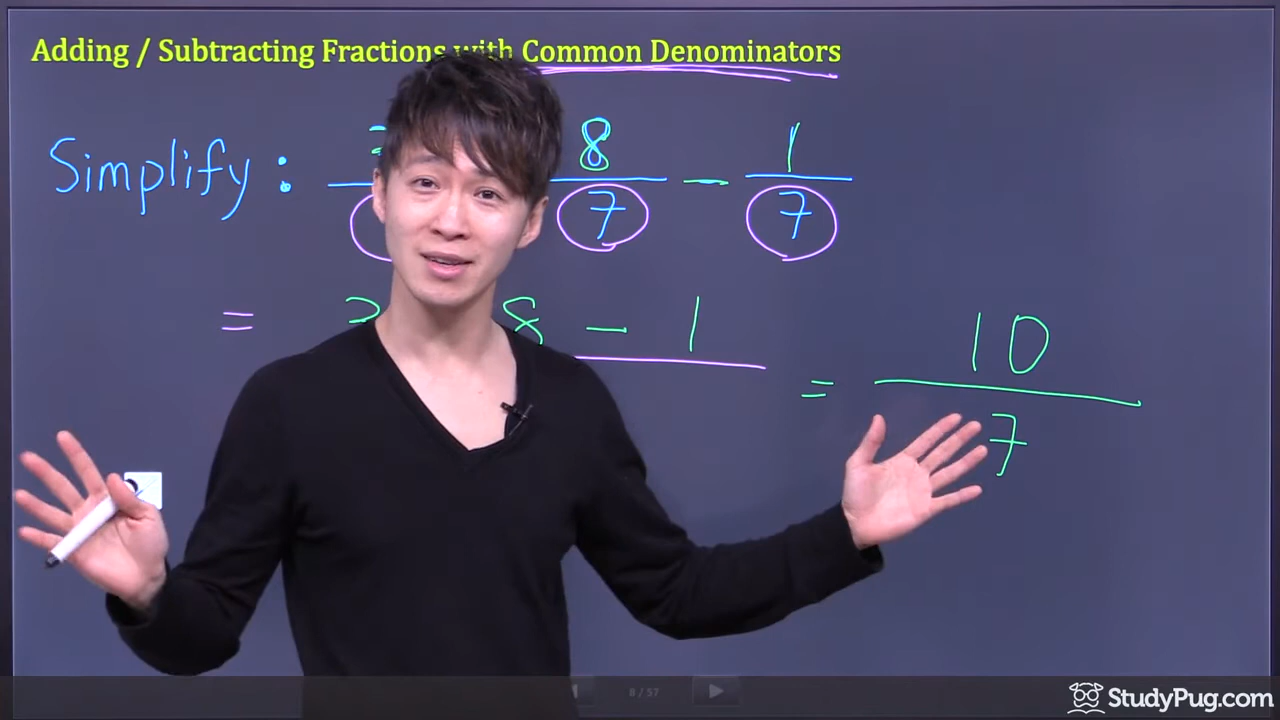 Adding / Subtracting Fractions with Common Denominators
Simplify: 8 1
7 - 7
= 3 8 - 1 10
= 7
8 / 57
StudyPug.com